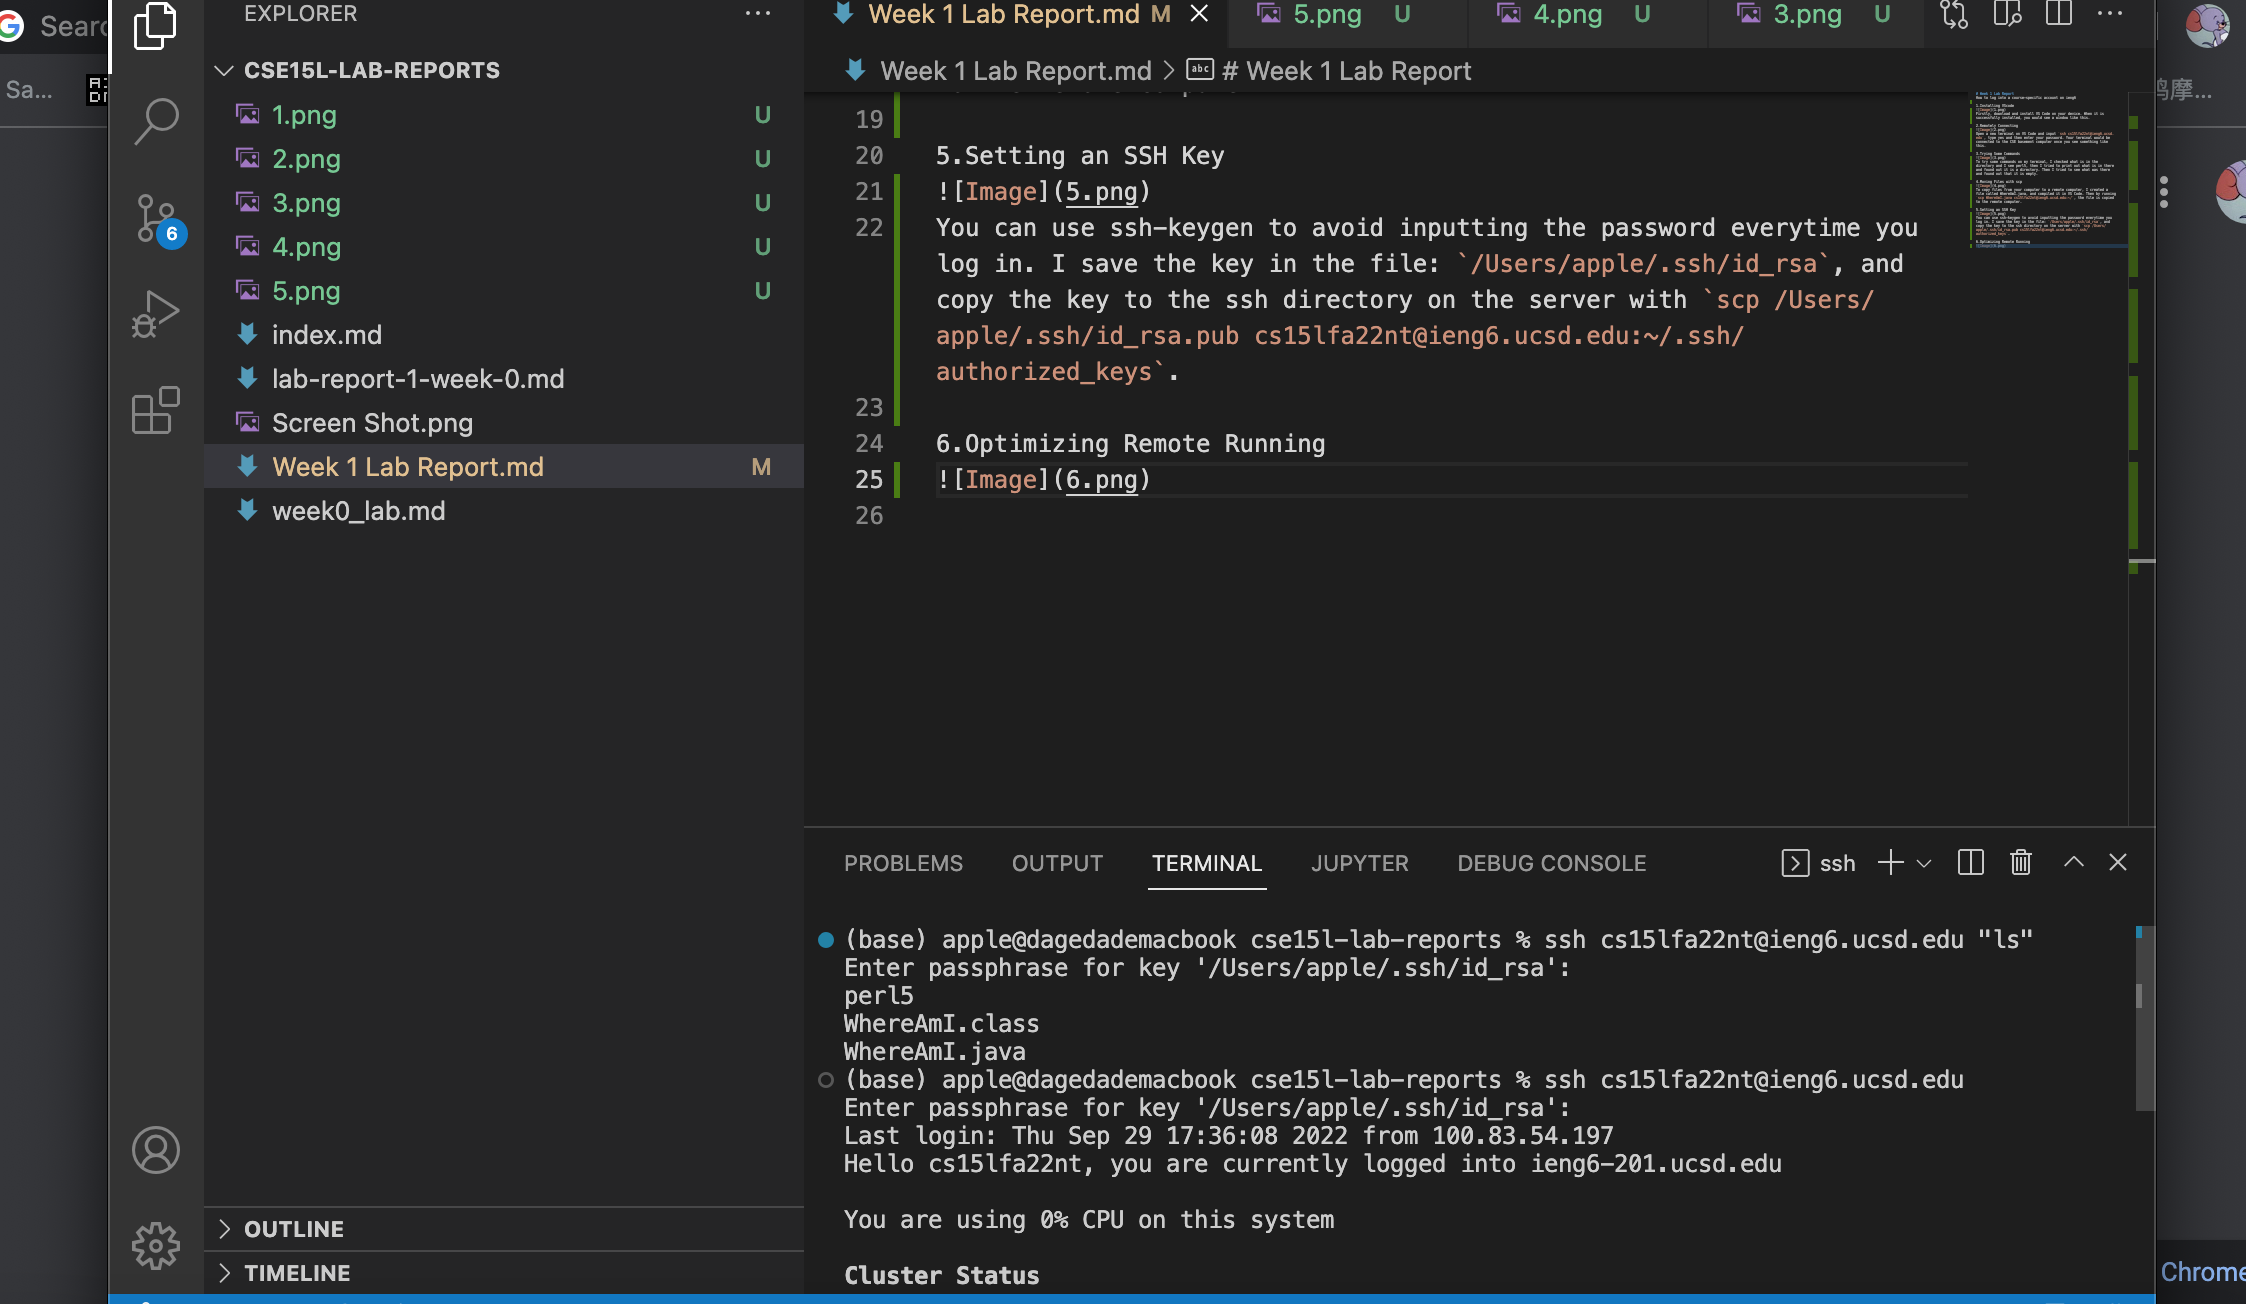 Sear
EXPLORER
Week 1 Lab Report.md M
5.png U
4.png U
3.png U
Sa...
CSE15L-LAB-REPORTS
Week 1 Lab Report.md > abc # Week 1 Lab Report
1.png U
2.png U
3.png U
4.png U
5.png U
index.md
lab-report-1-week-0.md
Screen Shot.png
Week 1 Lab Report.md M
week0_lab.md
6
OUTLINE
TIMELINE
19
20 5.Setting an SSH Key
21 ![Image](5.png)
22 You can use ssh-keygen to avoid inputting the password everytime you
log in. I save the key in the file: `/Users/apple/.ssh/id_rsa`, and
copy the key to the ssh directory on the server with `scp /Users/
apple/.ssh/id_rsa.pub cs15lfa22nt@ieng6.ucsd.edu:~/.ssh/
authorized_keys`.
23
24 6.Optimizing Remote Running
25 ![Image](6.png)
26
PROBLEMS OUTPUT TERMINAL JUPYTER DEBUG CONSOLE
ssh
(base) apple@dagedademacbook cse15l-lab-reports % ssh cs15lfa22nt@ieng6.ucsd.edu "ls"
Enter passphrase for key '/Users/apple/.ssh/id_rsa':
perl5
WhereAmI.class
WhereAmI.java
(base) apple@dagedademacbook cse15l-lab-reports % ssh cs15lfa22nt@ieng6.ucsd.edu
Enter passphrase for key '/Users/apple/.ssh/id_rsa':
Last login: Thu Sep 29 17:36:08 2022 from 100.83.54.197
Hello cs15lfa22nt, you are currently logged into ieng6-201.ucsd.edu
You are using 0% CPU on this system
Cluster Status
摩...
Chrome